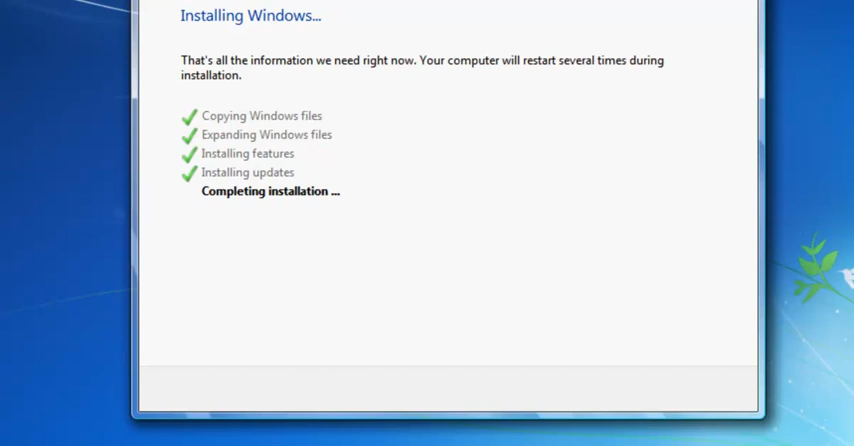 Installing Windows...
That's all the information we need right now. Your computer will restart several times during
installation.
Copying Windows files
Expanding Windows files
Installing features
Installing updates
Completing installation ...